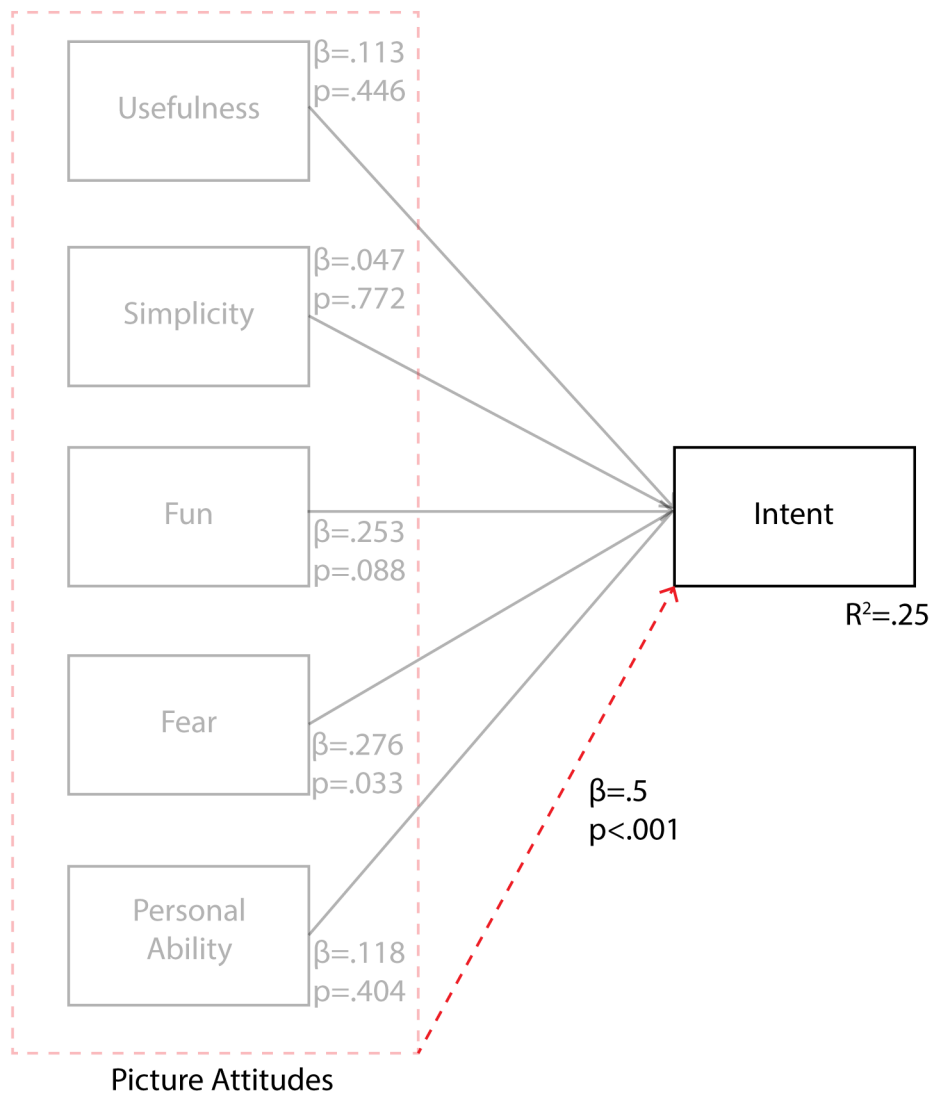 Usefulness
β=.113
p=.446
Simplicity
β=.047
p=.772
Fun
β=.253
p=.088
Intent
R²=.25
Fear
β=.276
p=.033
β=.5
p<.001
Personal
Ability
β=.118
p=.404
Picture Attitudes